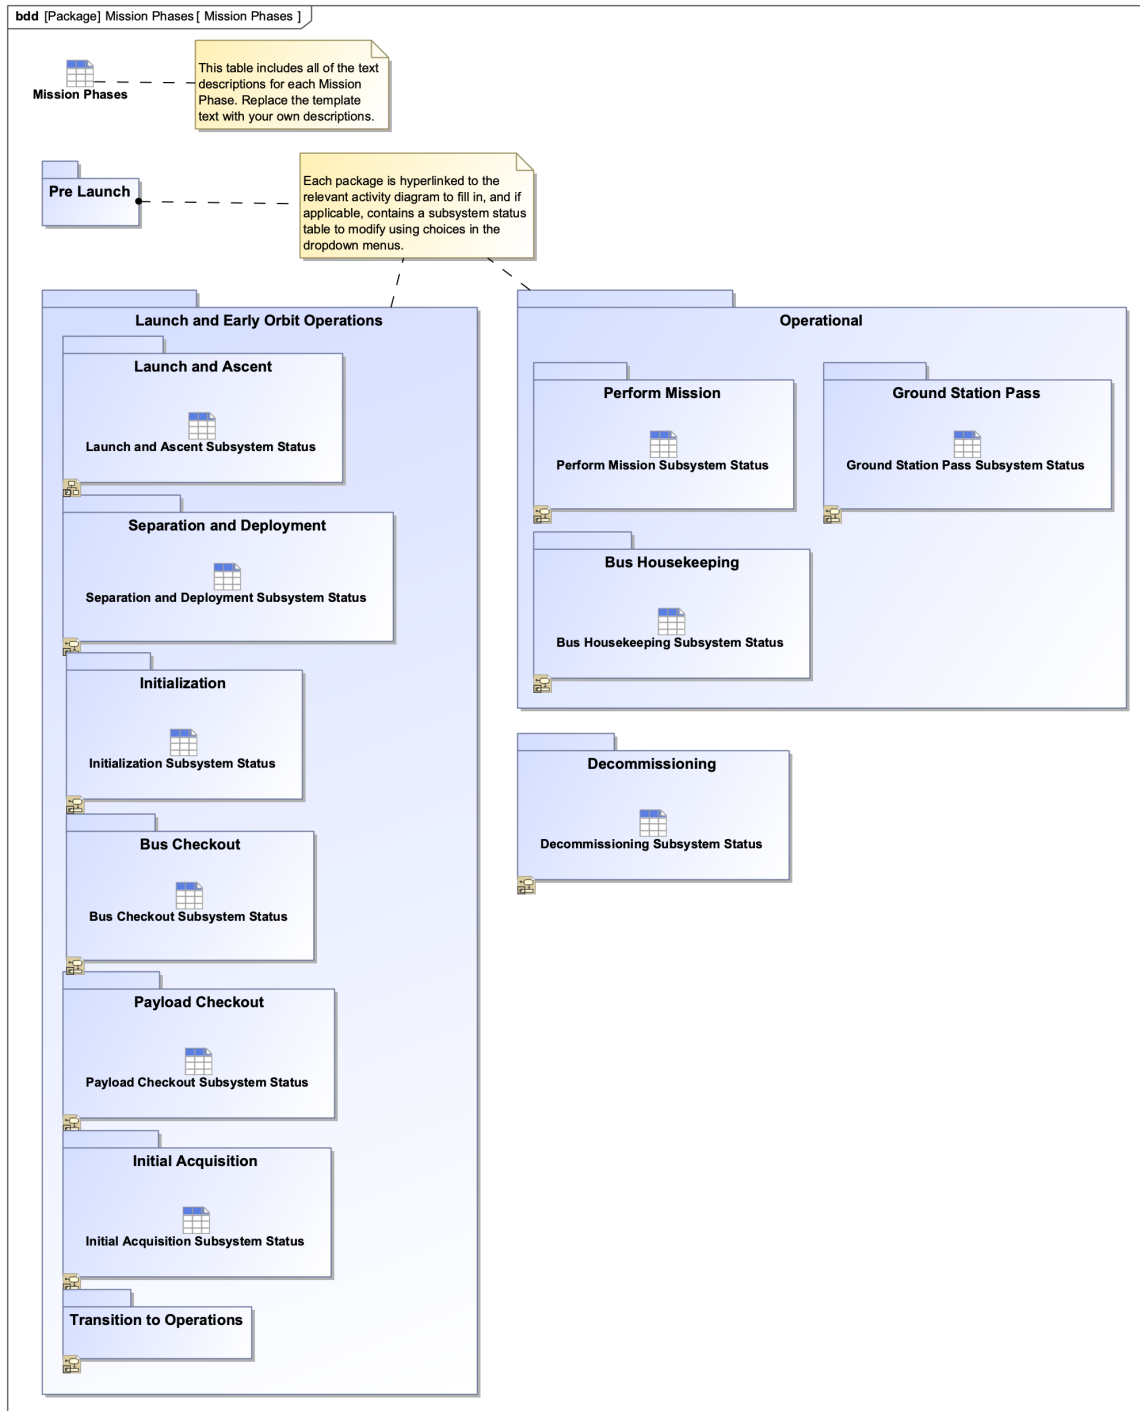 bdd [Package] Mission Phases [ Mission Phases ]
Mission Phases
This table includes all of the text
descriptions for each Mission
Phase. Replace the template
text with your own descriptions.
Pre Launch
Each package is hyperlinked to the
relevant activity diagram to fill in, and if
applicable, contains a subsystem status
table to modify using choices in the
dropdown menus.
Launch and Early Orbit Operations
Launch and Ascent
Launch and Ascent Subsystem Status
Separation and Deployment
Separation and Deployment Subsystem Status
Initialization
Initialization Subsystem Status
Bus Checkout
Bus Checkout Subsystem Status
Payload Checkout
Payload Checkout Subsystem Status
Initial Acquisition
Initial Acquisition Subsystem Status
Transition to Operations
Operational
Perform Mission
Perform Mission Subsystem Status
Ground Station Pass
Ground Station Pass Subsystem Status
Bus Housekeeping
Bus Housekeeping Subsystem Status
Decommissioning
Decommissioning Subsystem Status